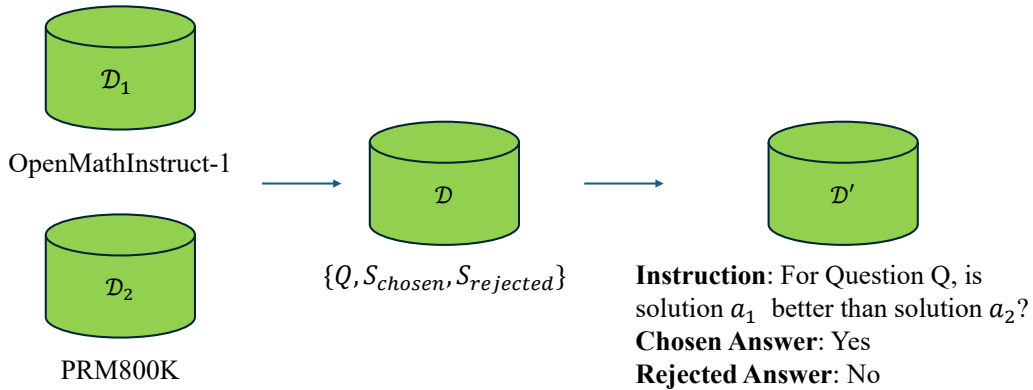 𝒟₁
OpenMathInstruct-1
𝒟₂
PRM800K
𝒟
{Q, S_chosen, S_rejected}
𝒟′
Instruction: For Question Q, is
solution a₁ better than solution a₂?
Chosen Answer: Yes
Rejected Answer: No